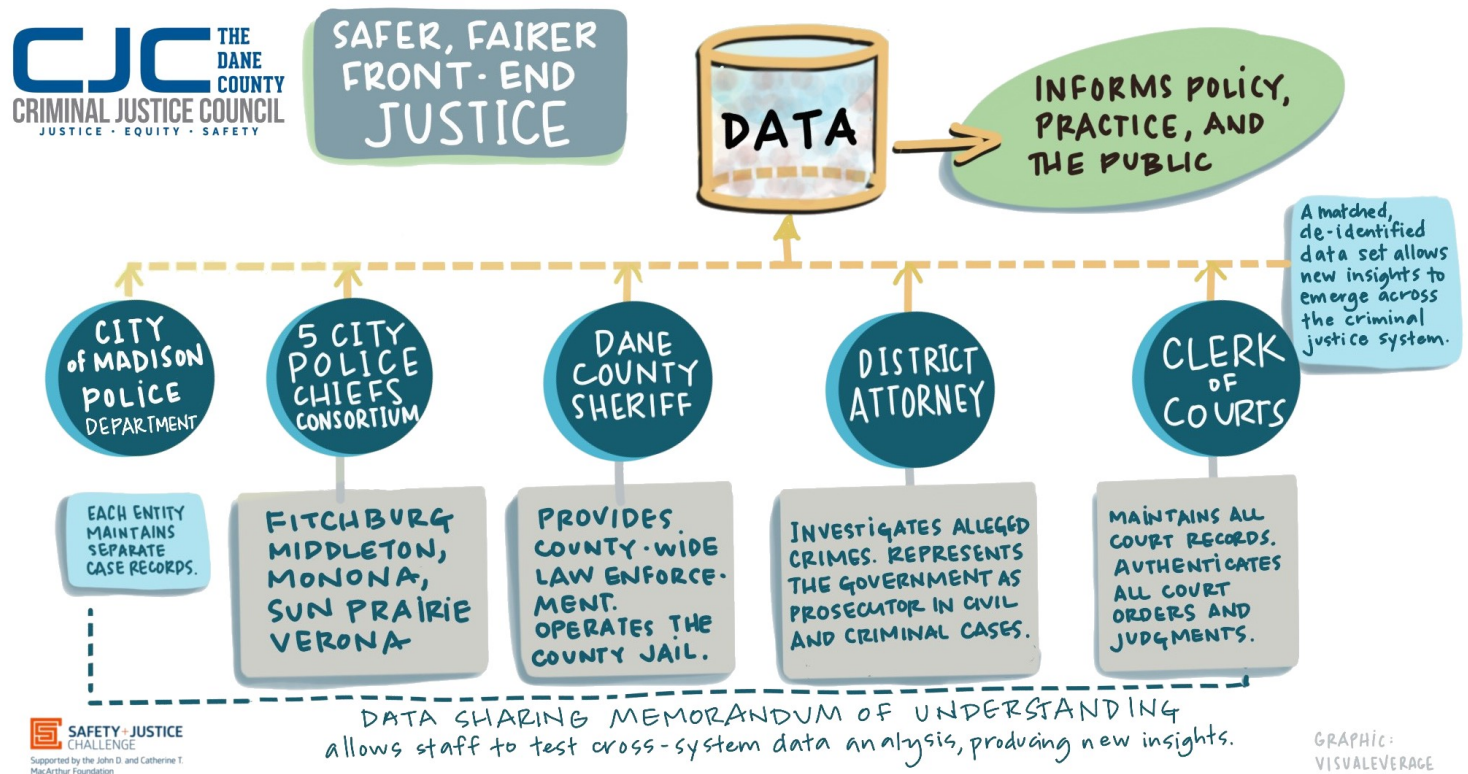 CJC THE
DANE
COUNTY
CRIMINAL JUSTICE COUNCIL
JUSTICE · EQUITY · SAFETY
SAFER, FAIRER
FRONT-END
JUSTICE
DATA
INFORMS POLICY,
PRACTICE, AND
THE PUBLIC
A matched,
de-identified
data set allows
new insights to
emerge across
the criminal
justice system.
CITY
of MADISON
POLICE
DEPARTMENT
5 CITY
POLICE
CHIEFS
CONSORTIUM
DANE
COUNTY
SHERIFF
DISTRICT
ATTORNEY
CLERK
OF
COURTS
EACH ENTITY
MAINTAINS
SEPARATE
CASE RECORDS.
FITCHBURG
MIDDLETON,
MONONA,
SUN PRAIRIE
VERONA
PROVIDES
COUNTY-WIDE
LAW ENFORCE-
MENT.
OPERATES THE
COUNTY JAIL.
INVESTIGATES ALLEGED
CRIMES. REPRESENTS
THE GOVERNMENT AS
PROSECUTOR IN CIVIL
AND CRIMINAL CASES.
MAINTAINS ALL
COURT RECORDS.
AUTHENTICATES
ALL COURT
ORDERS AND
JUDGMENTS.
DATA SHARING MEMORANDUM OF UNDERSTANDING
allows staff to test cross-system data analysis, producing new insights.
SAFETY+JUSTICE
CHALLENGE
Supported by the John D. and Catherine T.
MacArthur Foundation
GRAPHIC:
VISUALEVERAGE